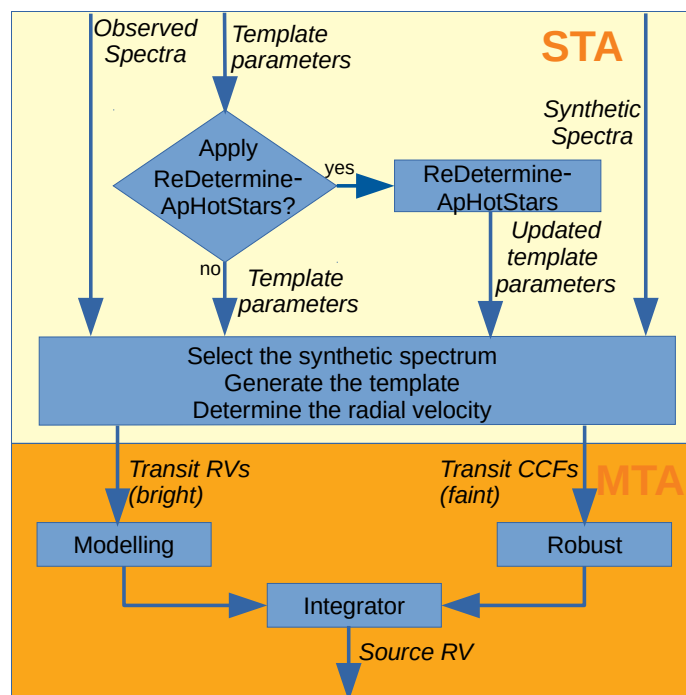 Observed
Spectra
Template
parameters
STA
Synthetic
Spectra
Apply
ReDetermine-
ApHotStars?
yes
ReDetermine-
ApHotStars
no
Template
parameters
Updated
template
parameters
Select the synthetic spectrum
Generate the template
Determine the radial velocity
Transit RVs
(bright)
Transit CCFs
(faint)
MTA
Modelling
Robust
Integrator
Source RV